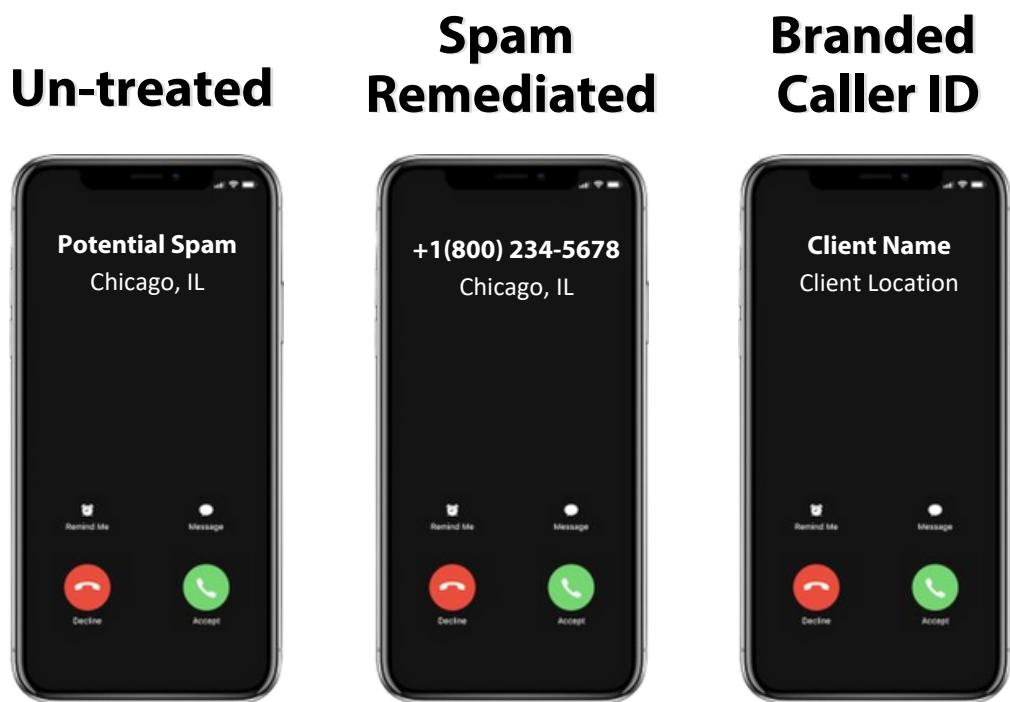 Un-treated
Spam
Remediated
Branded
Caller ID
Potential Spam
Chicago, IL
Remind Me
Message
Decline
Accept
+1(800) 234-5678
Chicago, IL
Remind Me
Message
Decline
Accept
Client Name
Client Location
Remind Me
Message
Decline
Accept